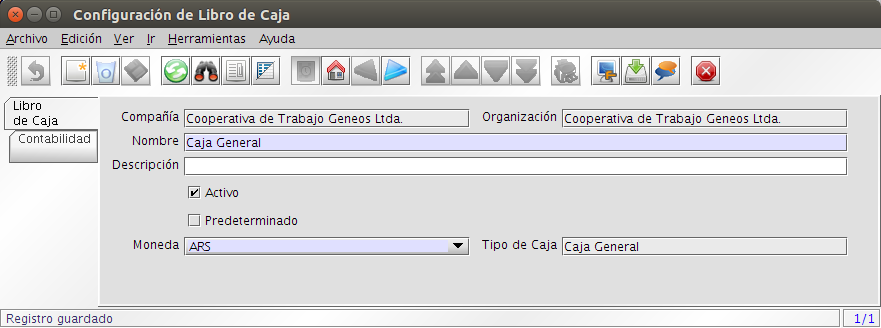 Configuración de Libro de Caja
Archivo Edición Ver Ir Herramientas Ayuda
Libro
de Caja
Contabilidad
Compañía Cooperativa de Trabajo Geneos Ltda. Organización Cooperativa de Trabajo Geneos Ltda.
Nombre Caja General
Descripción
Activo
Predeterminado
Moneda ARS Tipo de Caja Caja General
Registro guardado 1/1